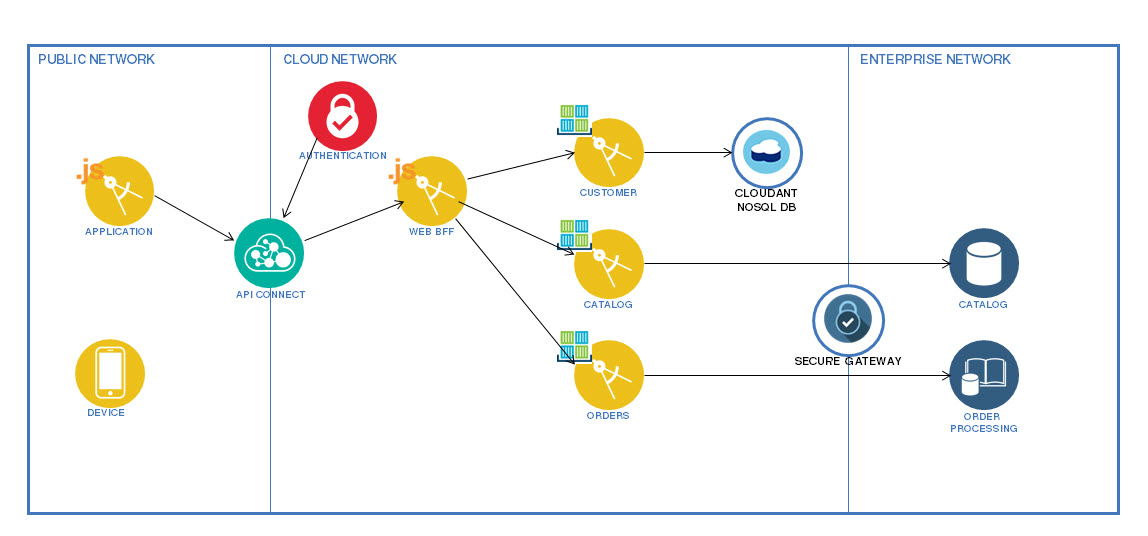 PUBLIC NETWORK
CLOUD NETWORK
ENTERPRISE NETWORK
AUTHENTICATION
.js
APPLICATION
.js
WEB BFF
CUSTOMER
CLOUDANT
NOSQL DB
API CONNECT
CATALOG
CATALOG
SECURE GATEWAY
DEVICE
ORDERS
ORDER
PROCESSING